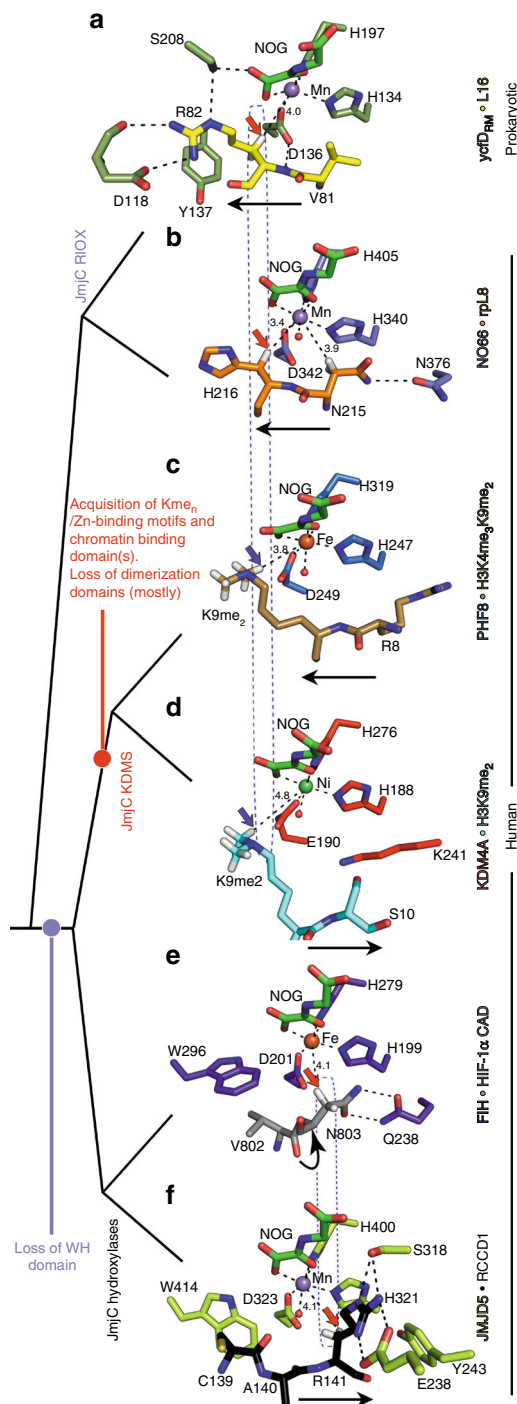 a
S208
NOG
H197
Mn
H134
4.0
R82
D136
D118
Y137
V81
ycfD_RM • L16
Prokaryotic
JmjC RIOX
b
NOG
H405
Mn
H340
3.4
3.9
D342
N376
H216
N215
NO66 • rpL8
Acquisition of Kme_n
/Zn-binding motifs and
chromatin binding
domain(s).
Loss of dimerization
domains (mostly)
c
NOG
H319
Fe
H247
3.8
D249
K9me_2
R8
PHF8 • H3K4me_3K9me_2
JmjC KDMS
d
NOG
H276
Ni
H188
4.8
E190
K241
K9me2
S10
KDM4A • H3K9me_2
Human
e
NOG
H279
Fe
D201
H199
W296
4.1
N803
V802
Q238
FIH • HIF-1α CAD
JmjC hydroxylases
Loss of WH
domain
f
NOG
H400
S318
W414
D323
Mn
4.1
H321
C139
A140
R141
E238
Y243
JMJD5 • RCCD1